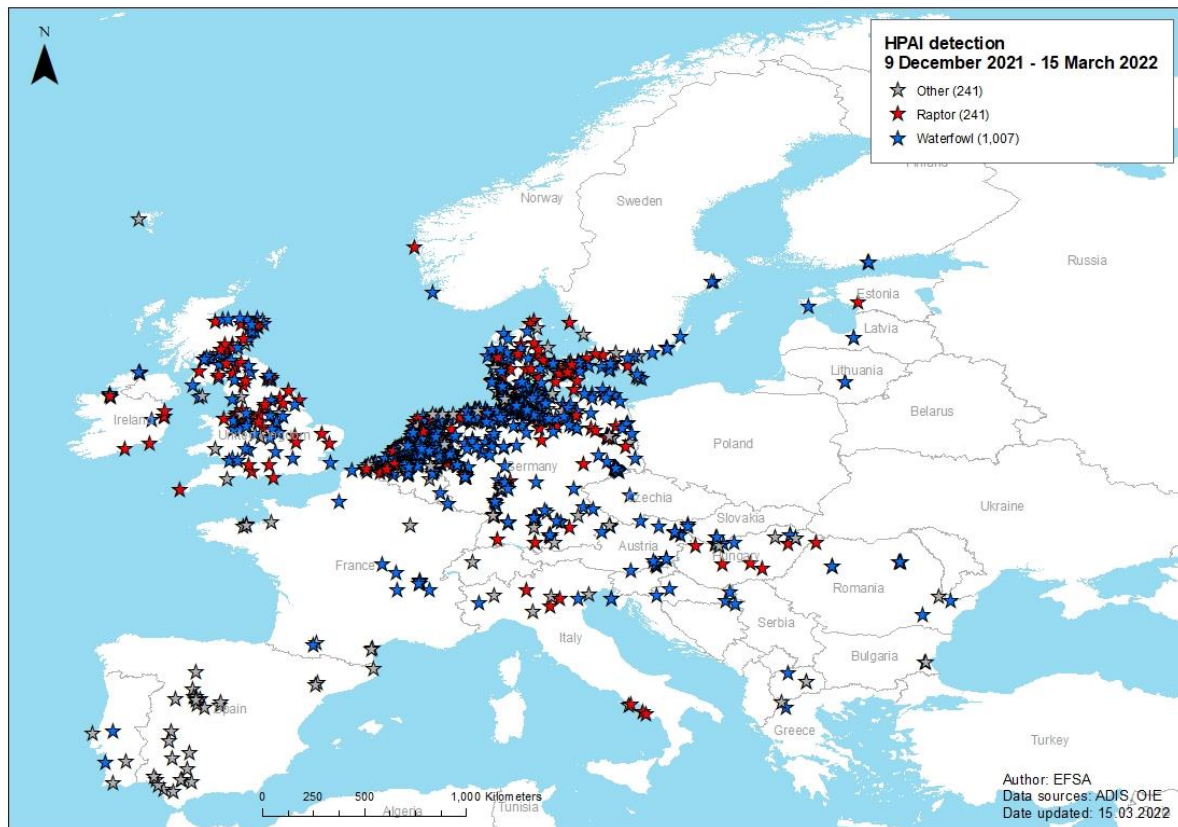 N
HPAI detection
9 December 2021 - 15 March 2022
Other (241)
Raptor (241)
Waterfowl (1,007)
Finland
Norway
Sweden
Russia
Estonia
Latvia
Lithuania
Belarus
Ireland
United Kingdom
Poland
Germany
Ukraine
Czechia
Slovakia
Austria
Hungary
France
Romania
Italy
Serbia
Bulgaria
Spain
Greece
Turkey
0 250 500 1,000 Kilometers
Algeria
Tunisia
Author: EFSA
Data sources: ADIS, OIE
Date updated: 15.03.2022